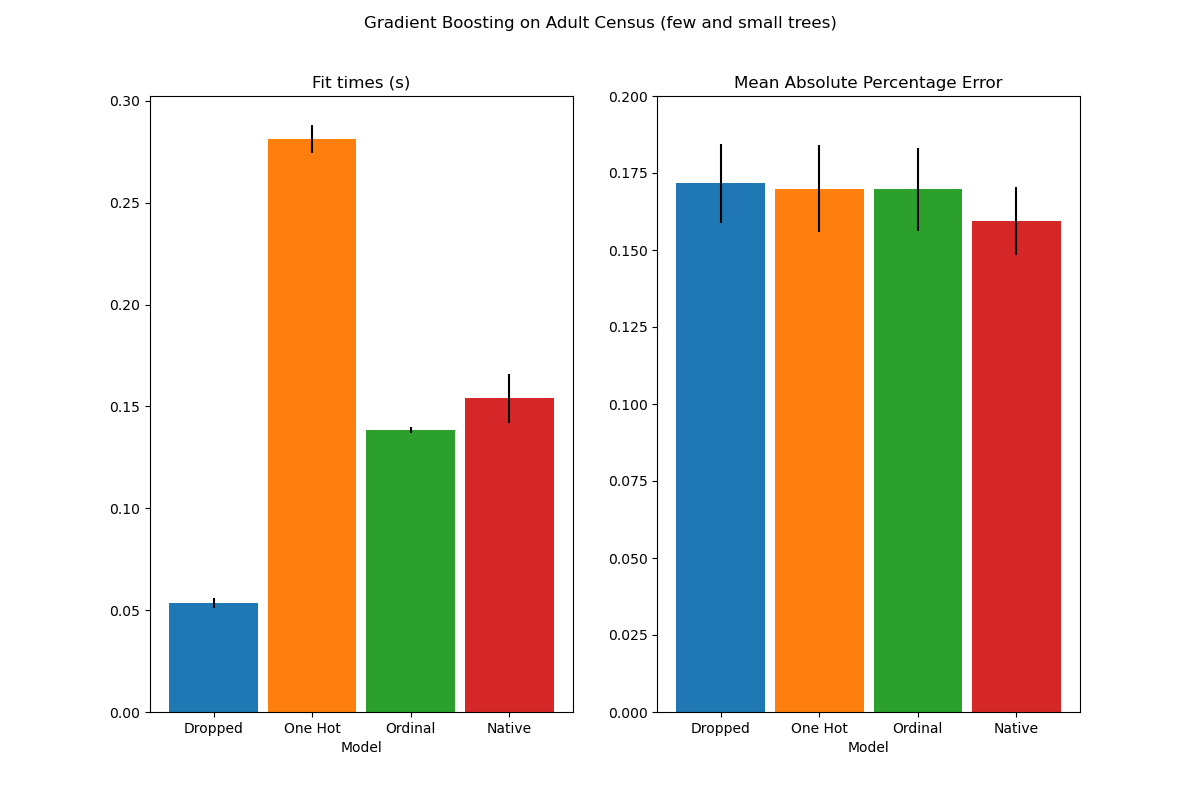 Gradient Boosting on Adult Census (few and small trees)
Fit times (s)
0.30
0.25
0.20
0.15
0.10
0.05
0.00
Dropped One Hot Ordinal Native
Model
Mean Absolute Percentage Error
0.200
0.175
0.150
0.125
0.100
0.075
0.050
0.025
0.000
Dropped One Hot Ordinal Native
Model